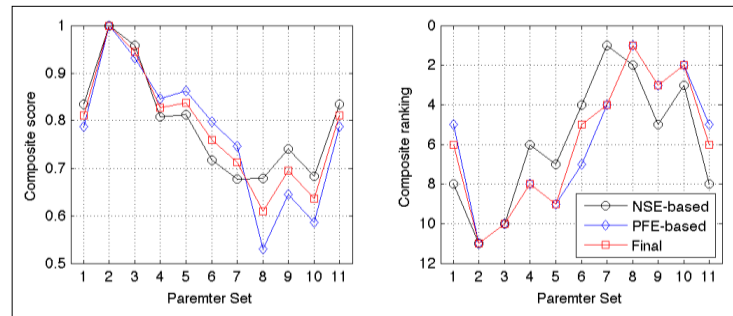 Composite score
1
0.9
0.8
0.7
0.6
0.5
1 2 3 4 5 6 7 8 9 10 11
Paremter Set
Composite ranking
0
2
4
6
8
10
12
1 2 3 4 5 6 7 8 9 10 11
Paremter Set
NSE-based
PFE-based
Final